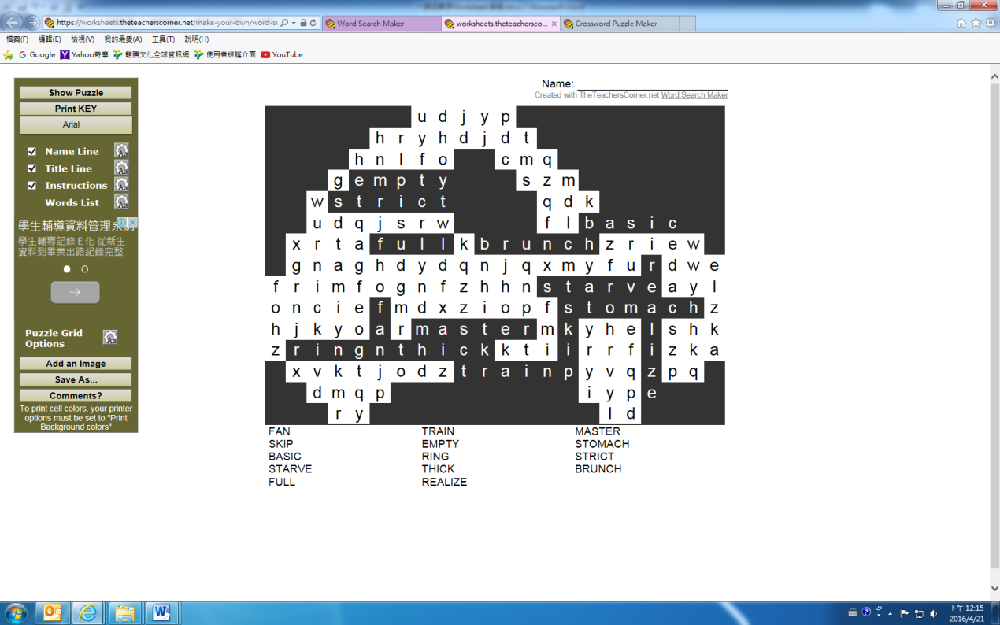 https://worksheets.theteacherscorner.net/make-your-own/word-se
Word Search Maker
worksheets.theteachersco...
Crossword Puzzle Maker
檔案(F) 編輯(E) 檢視(V) 我的最愛(A) 工具(T) 說明(H)
Google Yahoo奇摩 龍騰文化全球資訊網 使用者維護介面 YouTube
Show Puzzle
Print KEY
Arial
Name Line
Title Line
Instructions
Words List
學生輔導資料管理系統
學生輔導記錄 E 化 從新生
資料到畢業出路紀錄完整
Puzzle Grid
Options
Add an Image
Save As...
Comments?
To print cell colors, your printer
options must be set to "Print
Background colors"
Name:
Created with TheTeachersCorner.net Word Search Maker
u d j y p
h r y h d j d t
h n l f o c m q
g e m p t y s z m
w s t r i c t q d k
u d q j s r w f l b a s i c
x r t a f u l l k b r u n c h z r i e w
g n a g h d y d q n j q x m y f u r d w e
f r i m f o g n f z h h n s t a r v e a y l
o n c i e f m d x z i o p f s t o m a c h z
h j k y o a r m a s t e r m k y h e l s h k
z r i n g n t h i c k k t i i r r f i z k a
x v k t j o d z t r a i n p y v q z p q
d m q p i y p e
r y l d
FAN TRAIN MASTER
SKIP EMPTY STOMACH
BASIC RING STRICT
STARVE THICK BRUNCH
FULL REALIZE
下午 12:15
2016/4/21